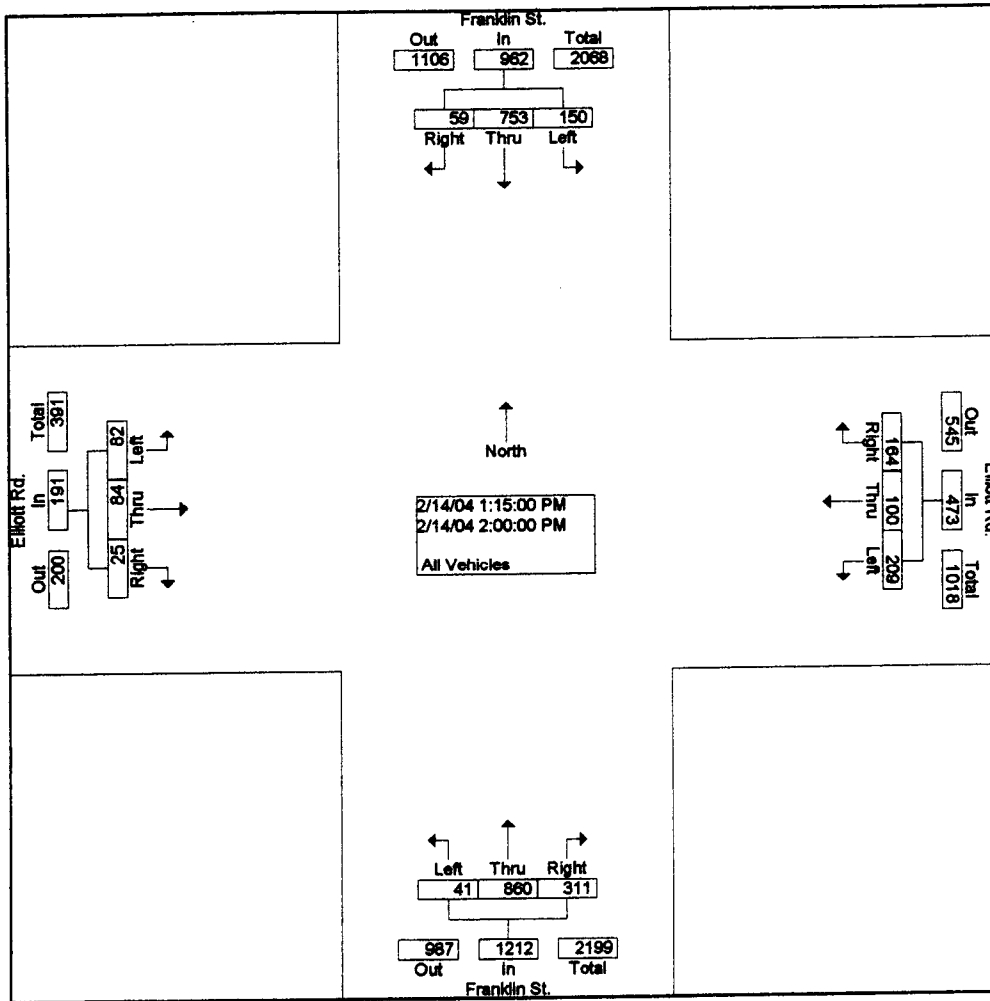 Franklin St.
Out In Total
1106 962 2068
59 753 150
Right Thru Left
Elliott Rd.
Total In Out
391 191 200
82 84 25
Left Thru Right
North
2/14/04 1:15:00 PM
2/14/04 2:00:00 PM
All Vehicles
Right Thru Left
164 100 209
Out In Total
545 473 1018
Left Thru Right
41 860 311
987 1212 2199
Out In Total
Franklin St.